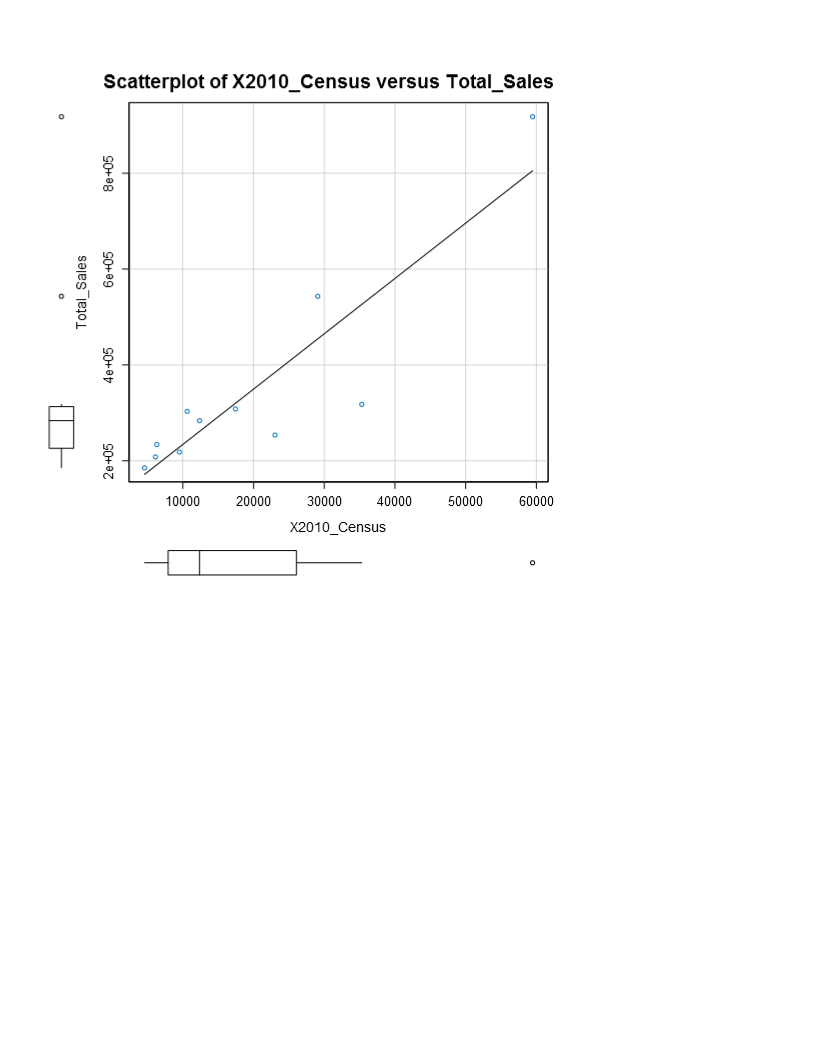 Scatterplot of X2010_Census versus Total_Sales
8e+05
6e+05
4e+05
2e+05
Total_Sales
10000 20000 30000 40000 50000 60000
X2010_Census